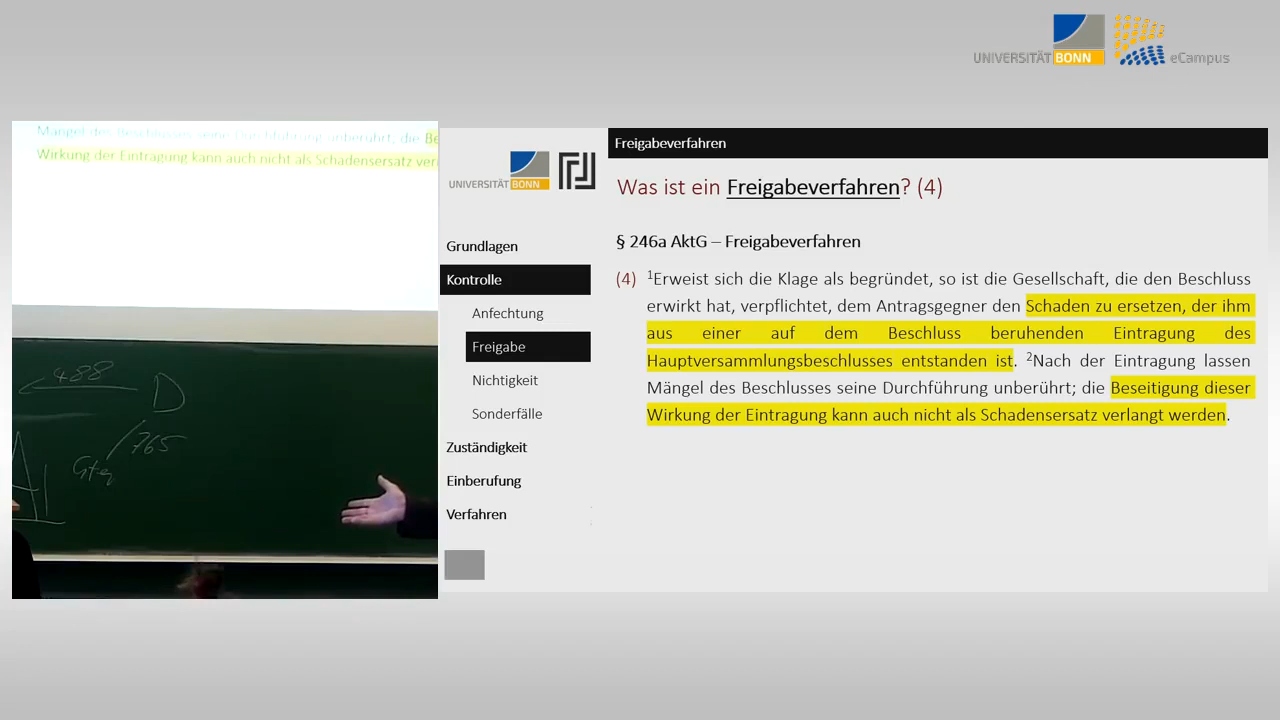 UNIVERSITÄT BONN eCampus
Mängel des Beschlusses seine Durchführung unberührt; die
Wirkung der Eintragung kann auch nicht als Schadensersatz
488
D
765
UNIVERSITÄT BONN
Grundlagen
Kontrolle
Anfechtung
Freigabe
Nichtigkeit
Sonderfälle
Zuständigkeit
Einberufung
Verfahren
Freigabeverfahren
Was ist ein Freigabeverfahren? (4)
§ 246a AktG – Freigabeverfahren
(4) ¹Erweist sich die Klage als begründet, so ist die Gesellschaft, die den Beschluss
erwirkt hat, verpflichtet, dem Antragsgegner den Schaden zu ersetzen, der ihm
aus einer auf dem Beschluss beruhenden Eintragung des
Hauptversammlungsbeschlusses entstanden ist. ²Nach der Eintragung lassen
Mängel des Beschlusses seine Durchführung unberührt; die Beseitigung dieser
Wirkung der Eintragung kann auch nicht als Schadensersatz verlangt werden.